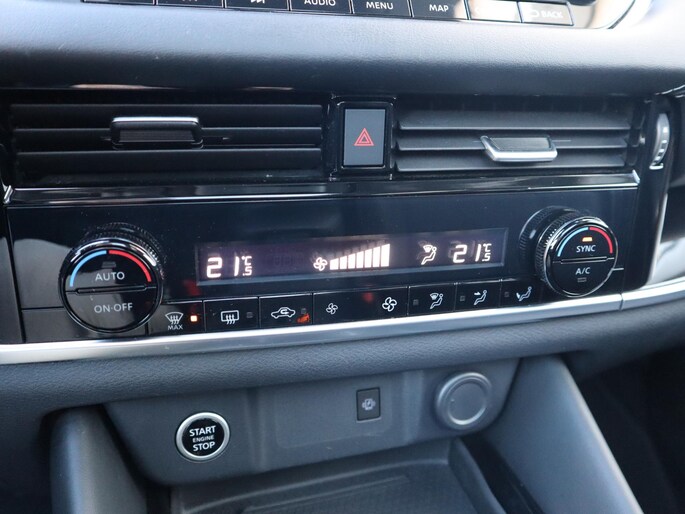 AUDIO MENU MAP BACK
AUTO
ON·OFF
21.5°C
21.5°C
SYNC
A/C
MAX
START
ENGINE
STOP